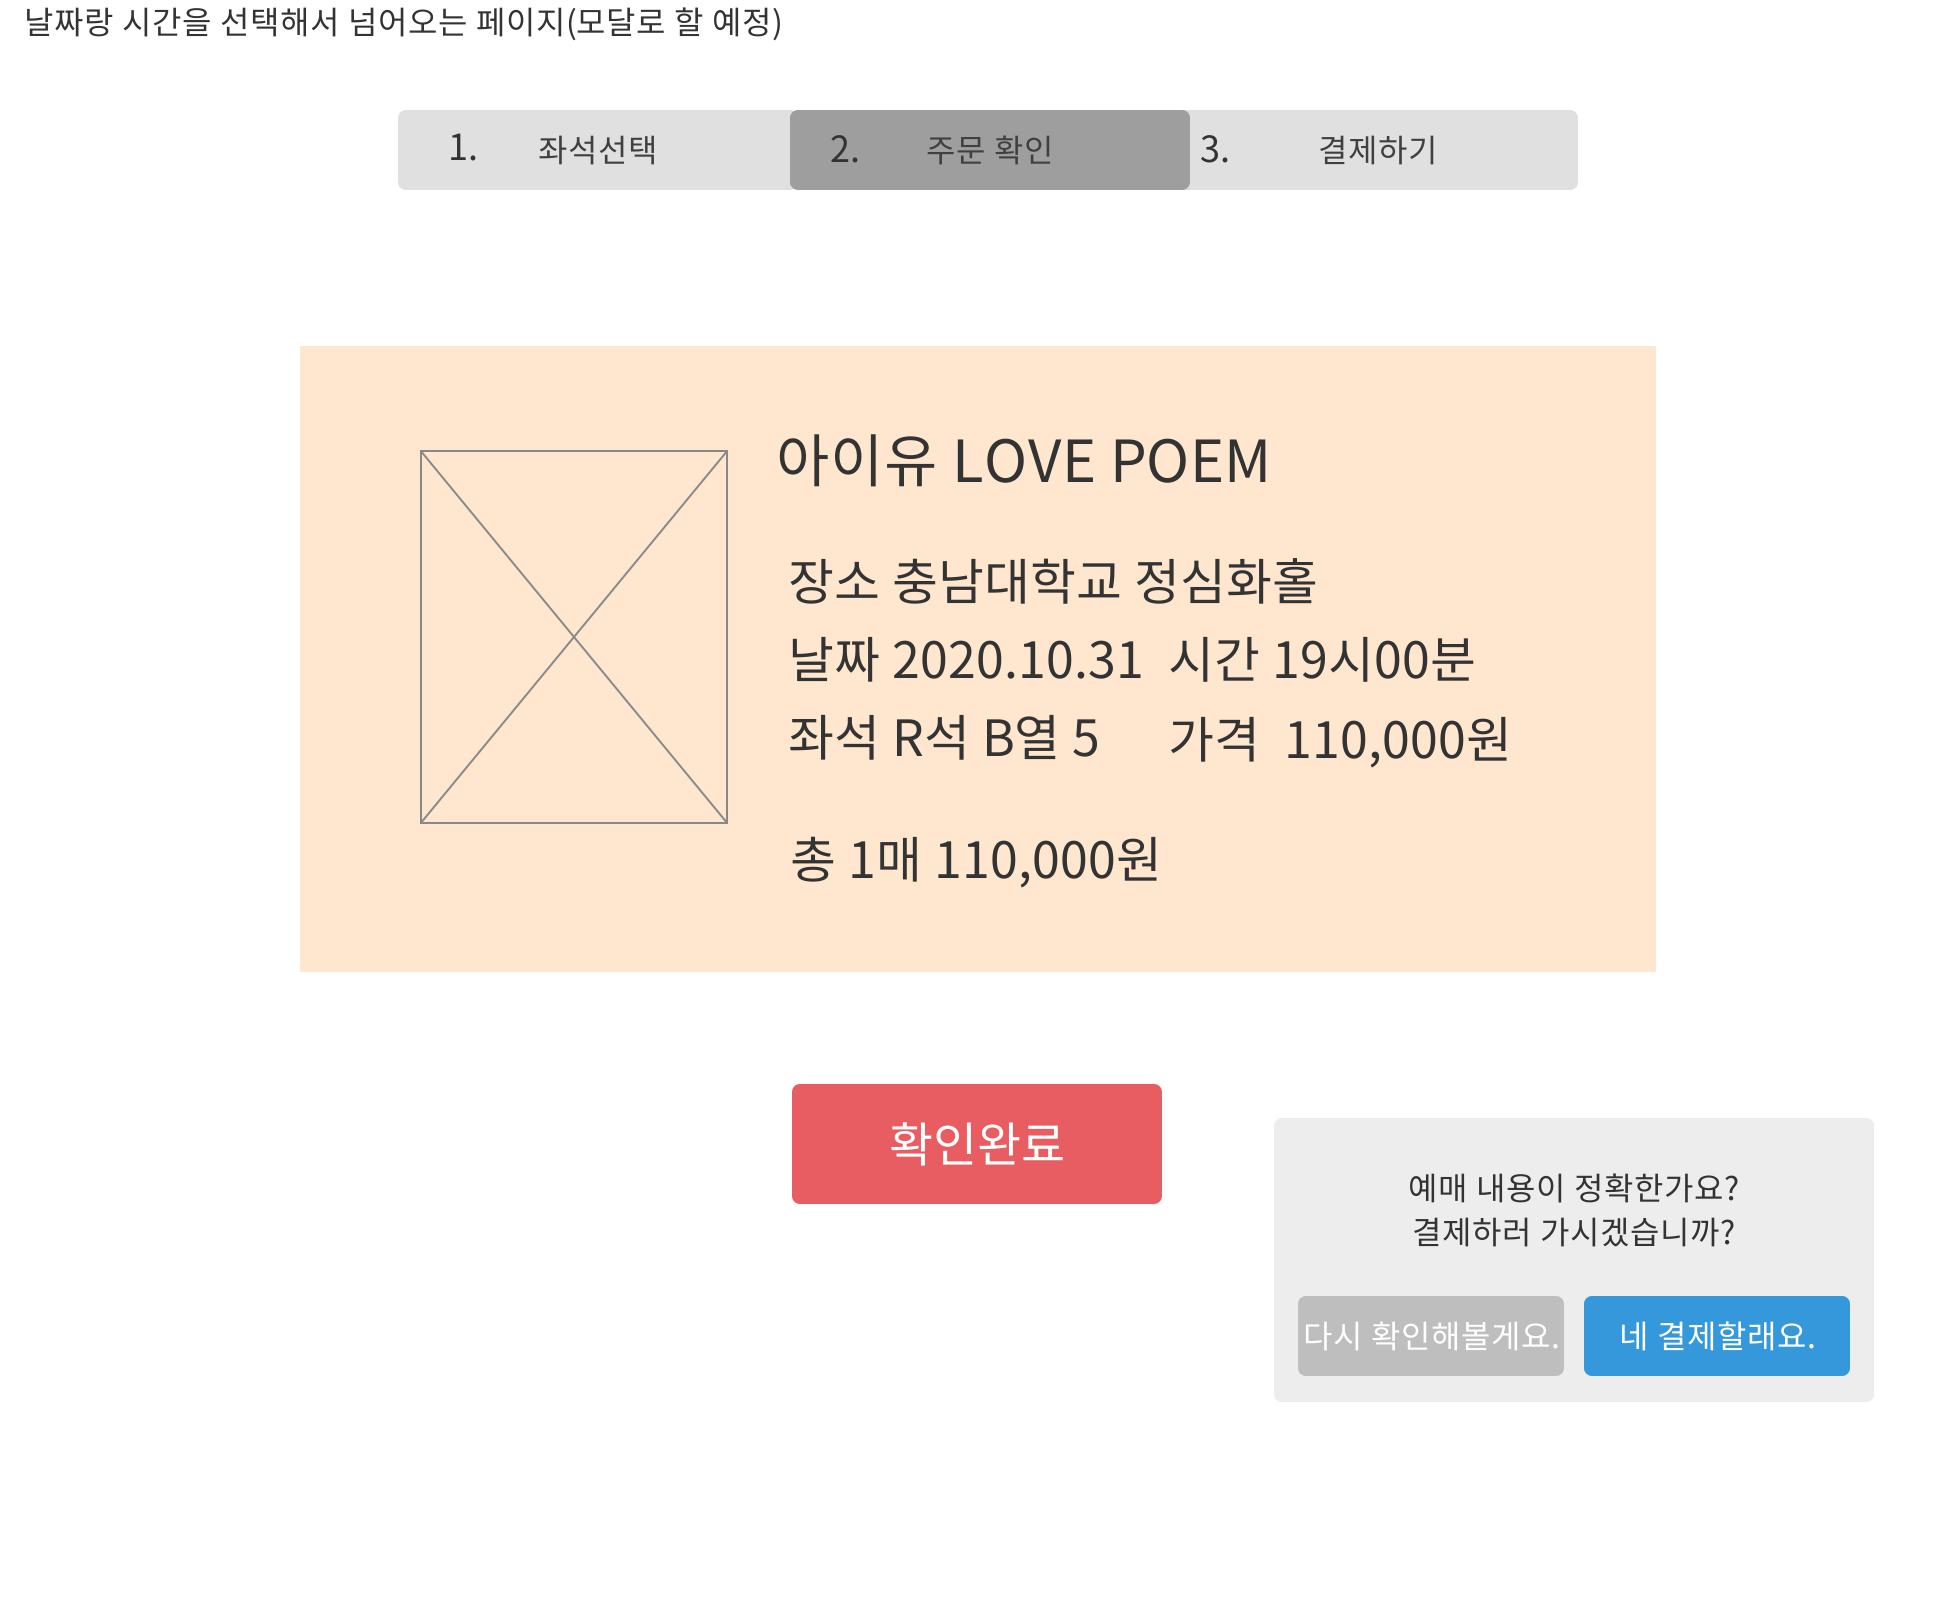 날짜랑 시간을 선택해서 넘어오는 페이지(모달로 할 예정)
1. 좌석선택 2. 주문 확인 3. 결제하기
아이유 LOVE POEM
장소 충남대학교 정심화홀
날짜 2020.10.31 시간 19시00분
좌석 R석 B열 5 가격 110,000원
총 1매 110,000원
확인완료
예매 내용이 정확한가요?
결제하러 가시겠습니까?
다시 확인해볼게요. 네 결제할래요.